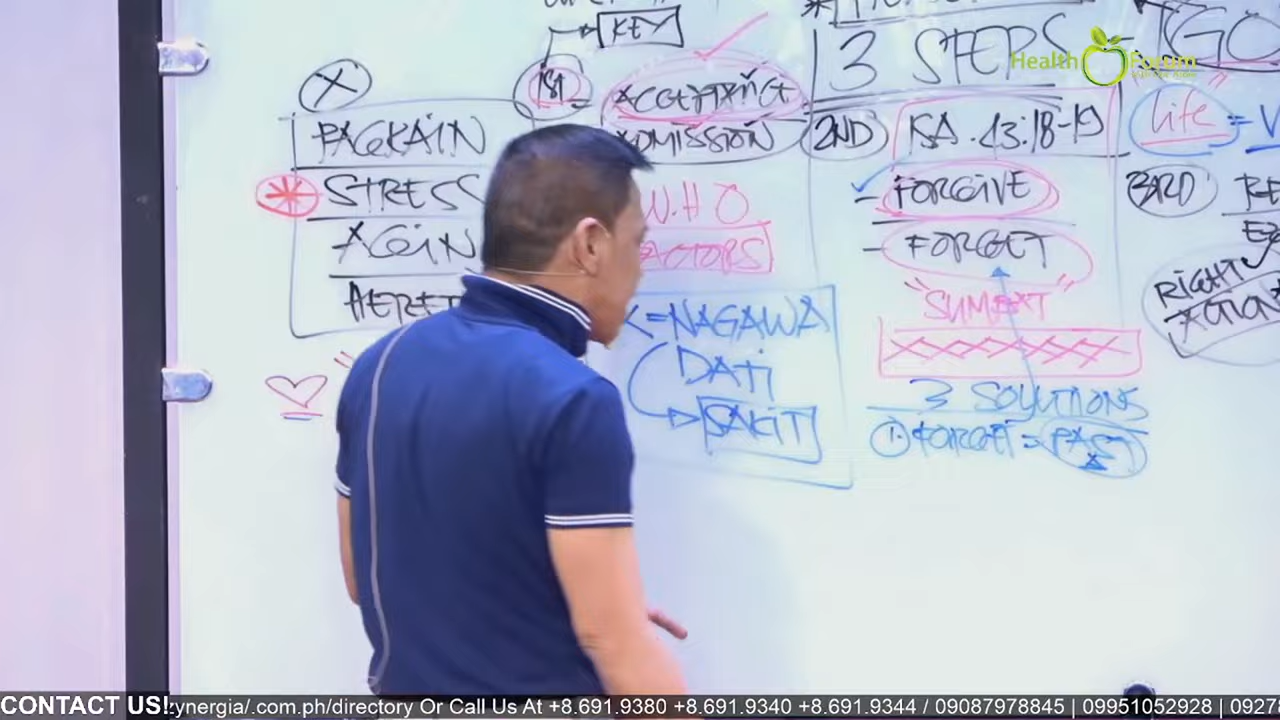 KEY
3 STEPS
Health Forum
X
1ST
ACCEPTANCE
ADMISSION
2ND
ISA. 43:18-19
Life =
PAGKAIN
STRESS
W.H.O
FACTORS
FORGIVE
FORGET
3RD
AGAIN
RIGHT
ACTION
"SUMBAT"
= NAGAWA
DATI
SAKIT
3 SOLUTIONS
1. FORGET = PAST
CONTACT US! zynergia/.com.ph/directory Or Call Us At +8.691.9380 +8.691.9340 +8.691.9344 / 09087978845 | 09951052928 | 0927